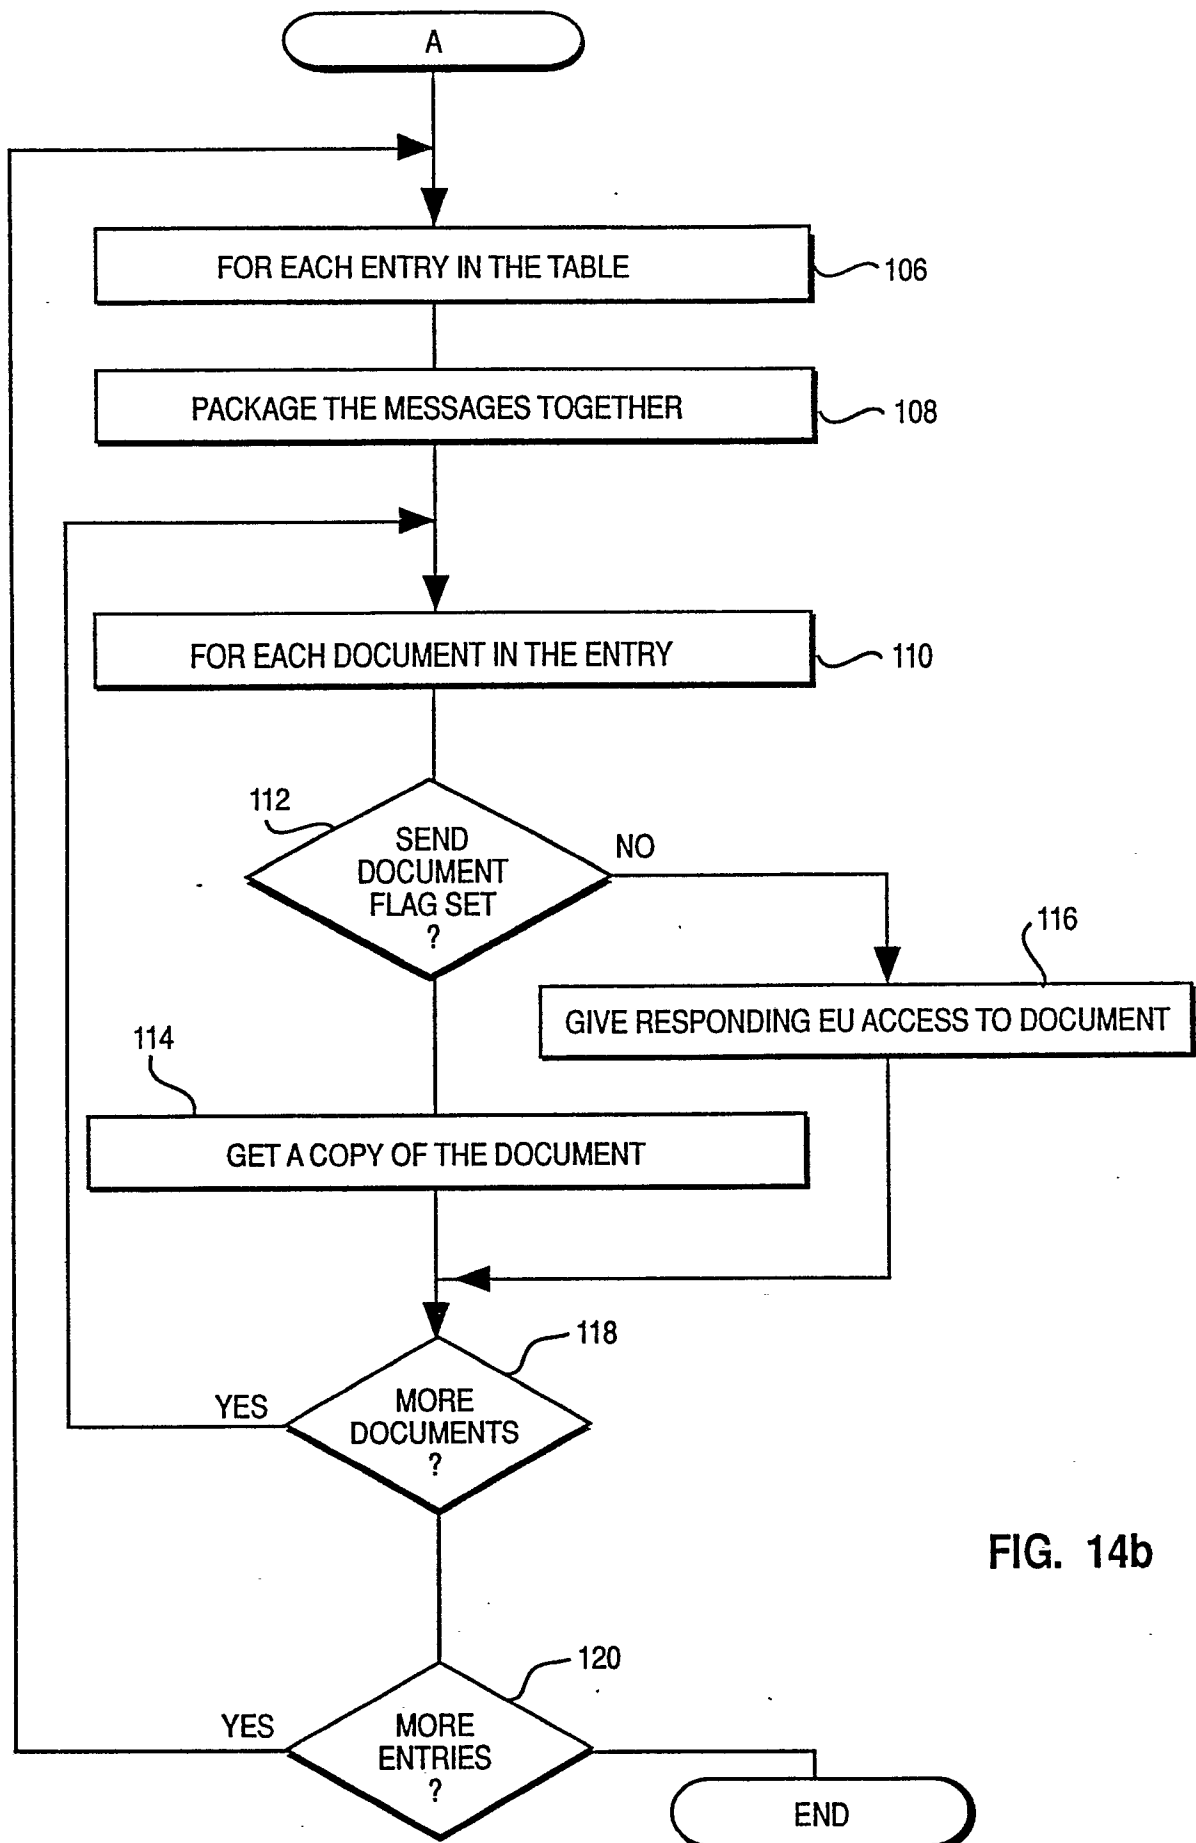 A
FOR EACH ENTRY IN THE TABLE
106
PACKAGE THE MESSAGES TOGETHER
108
FOR EACH DOCUMENT IN THE ENTRY
110
112
SEND
DOCUMENT
FLAG SET
?
NO
116
GIVE RESPONDING EU ACCESS TO DOCUMENT
114
GET A COPY OF THE DOCUMENT
118
YES
MORE
DOCUMENTS
?
FIG. 14b
120
YES
MORE
ENTRIES
?
END